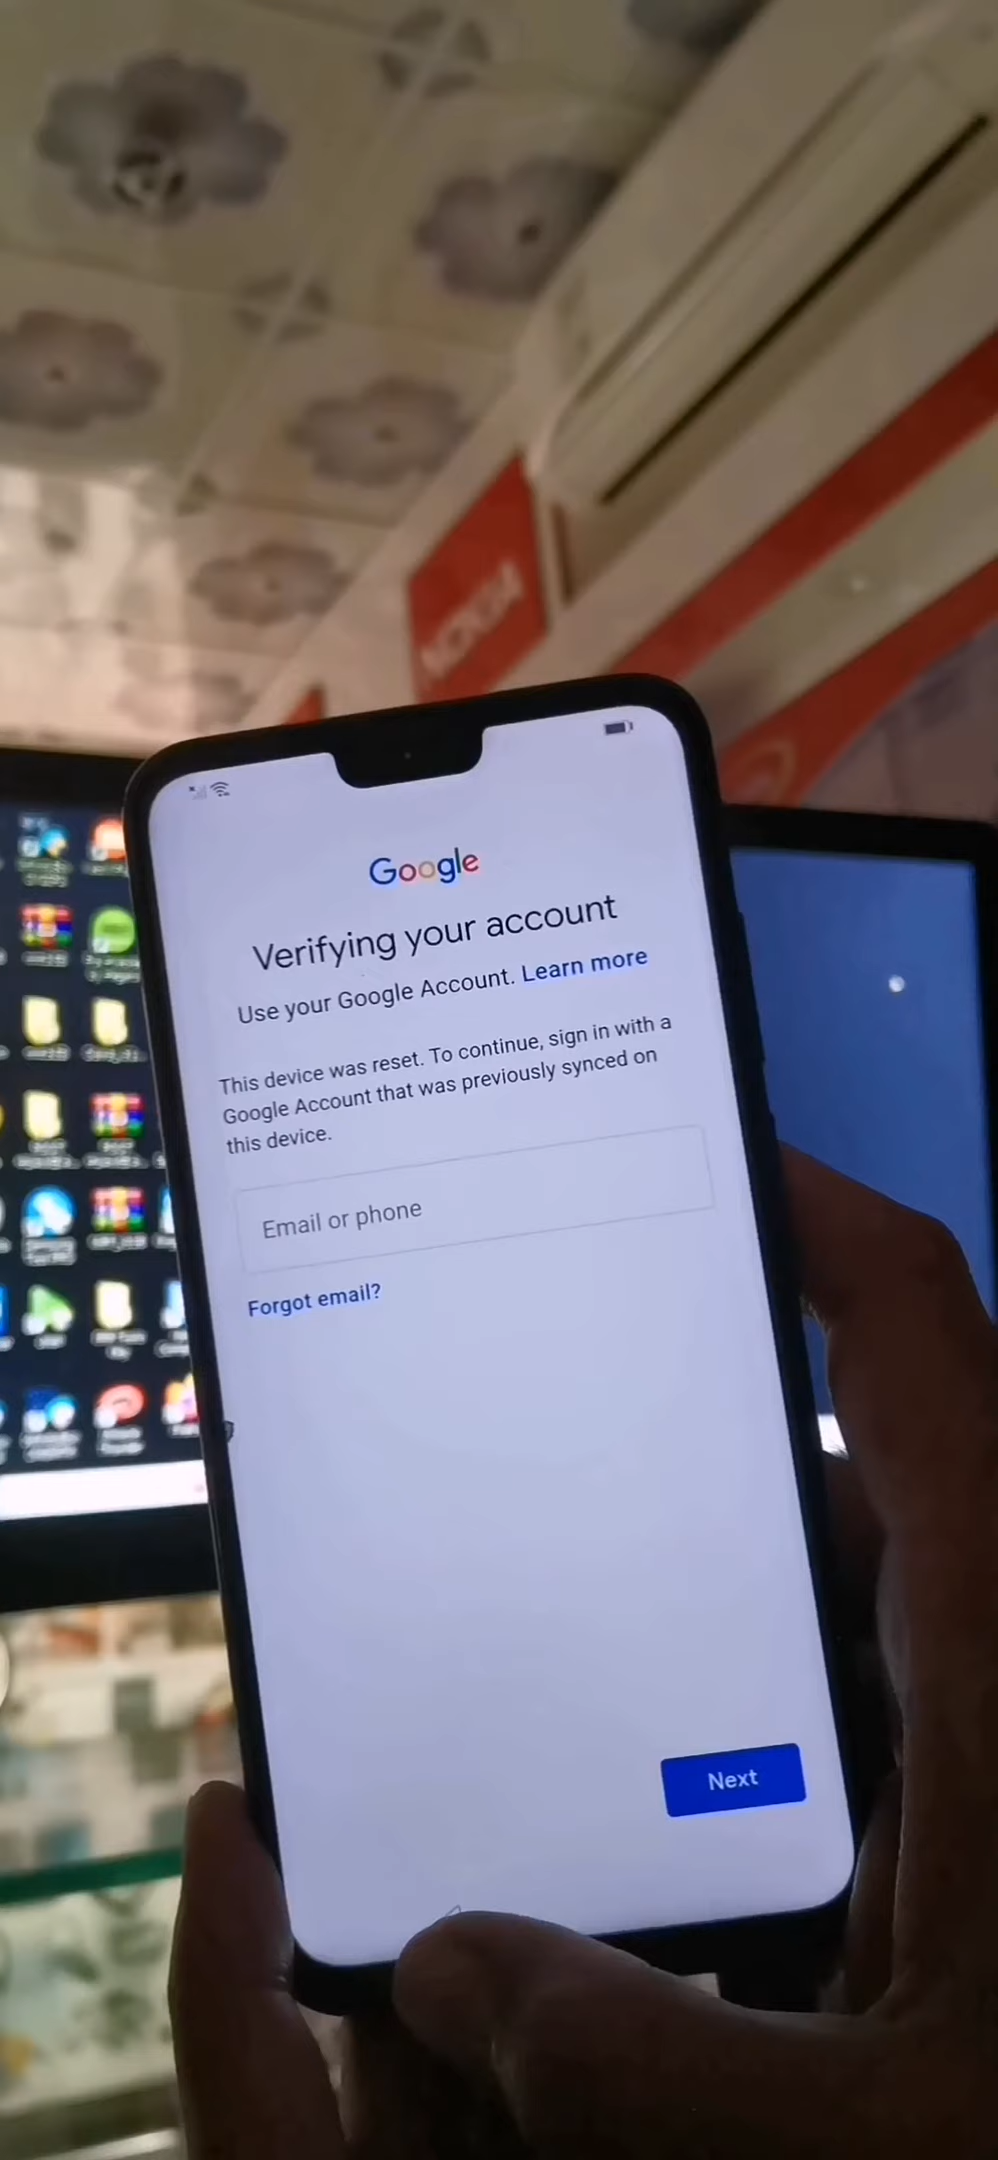 NOKIA
Google
Verifying your account
Use your Google Account. Learn more
This device was reset. To continue, sign in with a
Google Account that was previously synced on
this device.
Email or phone
Forgot email?
Next